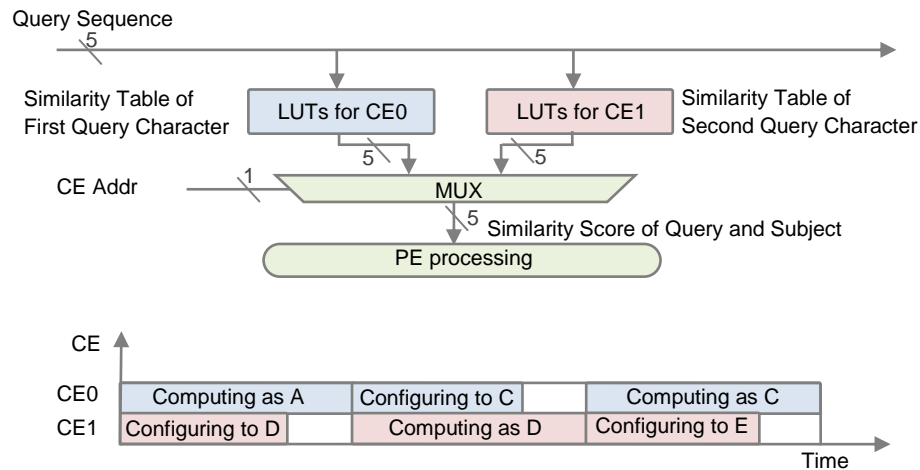 Query Sequence
5
Similarity Table of
First Query Character
LUTs for CE0
LUTs for CE1
Similarity Table of
Second Query Character
5
5
CE Addr
1
MUX
5
Similarity Score of Query and Subject
PE processing
CE
CE0
Computing as A
Configuring to C
Computing as C
CE1
Configuring to D
Computing as D
Configuring to E
Time